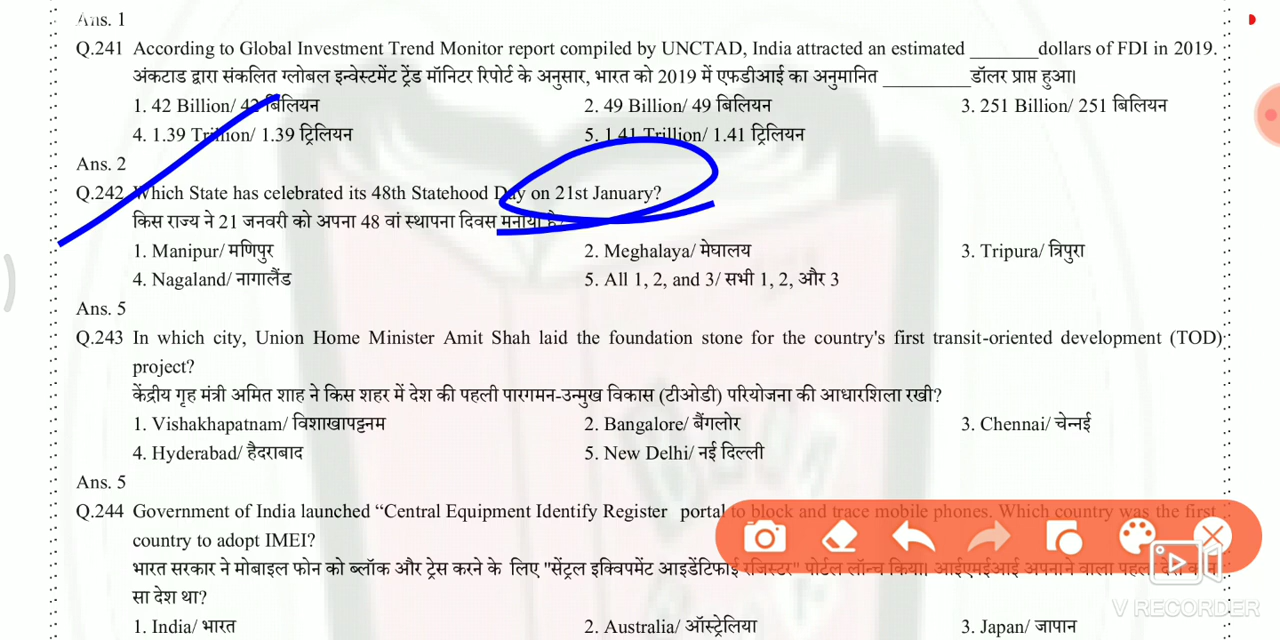 Ans. 1
Q.241 According to Global Investment Trend Monitor report compiled by UNCTAD, India attracted an estimated _______dollars of FDI in 2019.
अंकटाड द्वारा संकलित ग्लोबल इन्वेस्टमेंट ट्रेंड मॉनिटर रिपोर्ट के अनुसार, भारत को 2019 में एफडीआई का अनुमानित _________डॉलर प्राप्त हुआ।
1. 42 Billion/ 42 बिलियन 2. 49 Billion/ 49 बिलियन 3. 251 Billion/ 251 बिलियन
4. 1.39 Trillion/ 1.39 ट्रिलियन 5. 1.41 Trillion/ 1.41 ट्रिलियन
Ans. 2
Q.242 Which State has celebrated its 48th Statehood Day on 21st January?
किस राज्य ने 21 जनवरी को अपना 48 वां स्थापना दिवस मनाया है?
1. Manipur/ मणिपुर 2. Meghalaya/ मेघालय 3. Tripura/ त्रिपुरा
4. Nagaland/ नागालैंड 5. All 1, 2, and 3/ सभी 1, 2, और 3
Ans. 5
Q.243 In which city, Union Home Minister Amit Shah laid the foundation stone for the country's first transit-oriented development (TOD)
project?
केंद्रीय गृह मंत्री अमित शाह ने किस शहर में देश की पहली पारगमन-उन्मुख विकास (टीओडी) परियोजना की आधारशिला रखी?
1. Vishakhapatnam/ विशाखापट्टनम 2. Bangalore/ बैंगलोर 3. Chennai/ चेन्नई
4. Hyderabad/ हैदराबाद 5. New Delhi/ नई दिल्ली
Ans. 5
Q.244 Government of India launched “Central Equipment Identify Register portal to block and trace mobile phones. Which country was the first
country to adopt IMEI?
भारत सरकार ने मोबाइल फोन को ब्लॉक और ट्रेस करने के लिए "सेंट्रल इक्विपमेंट आइडेंटिफाई रजिस्टर" पोर्टल लॉन्च किया। आईएमईआई अपनाने वाला पहला देश कौन
सा देश था?
1. India/ भारत 2. Australia/ ऑस्ट्रेलिया 3. Japan/ जापान
V RECORDER